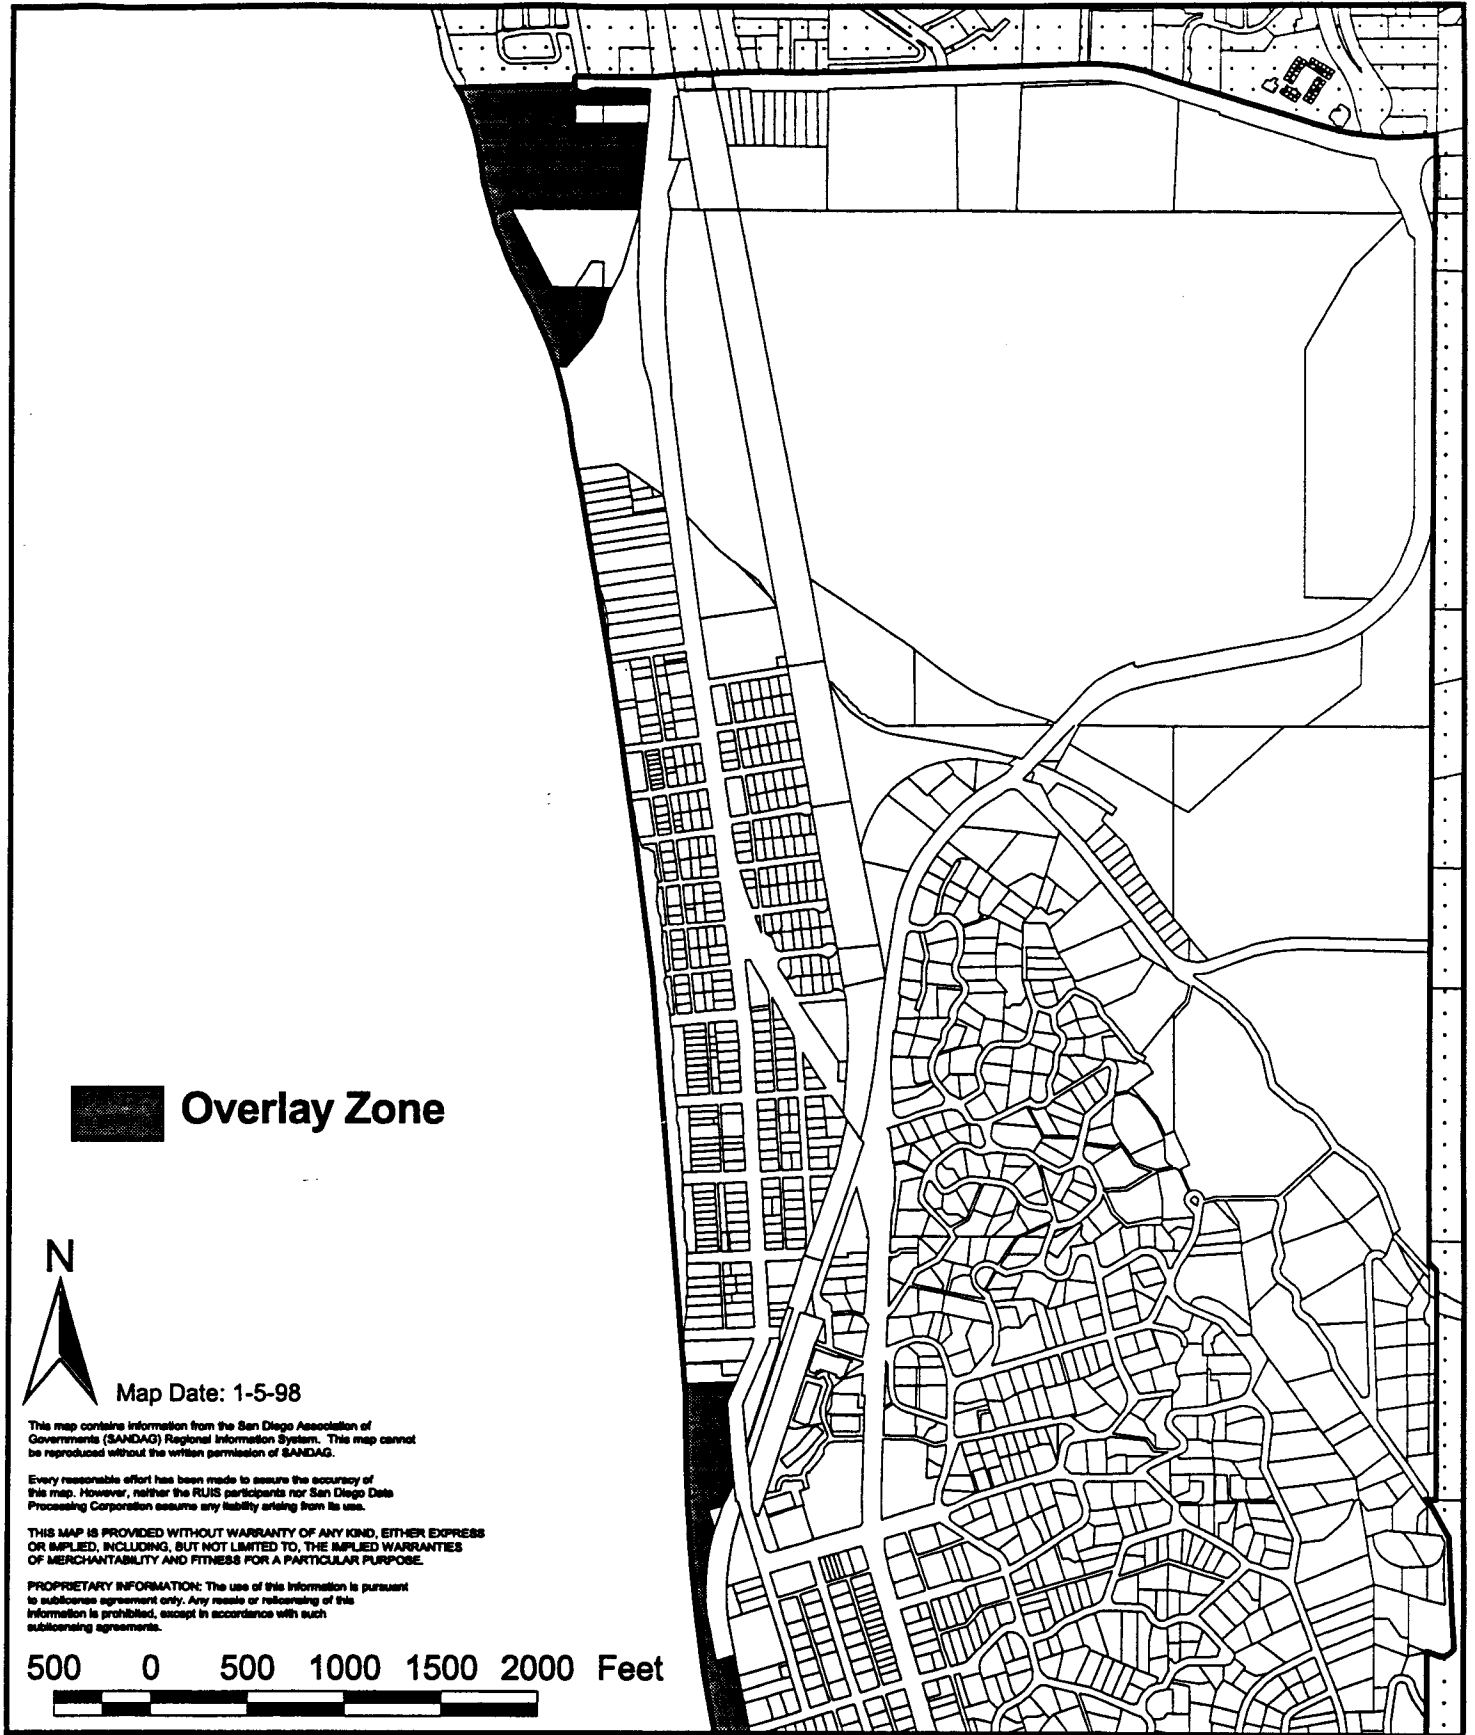 Overlay Zone
N
Map Date: 1-5-98
This map contains information from the San Diego Association of
Governments (SANDAG) Regional Information System. This map cannot
be reproduced without the written permission of SANDAG.
Every reasonable effort has been made to assure the accuracy of
this map. However, neither the RUIS participants nor San Diego Data
Processing Corporation assume any liability arising from its use.
THIS MAP IS PROVIDED WITHOUT WARRANTY OF ANY KIND, EITHER EXPRESS
OR IMPLIED, INCLUDING, BUT NOT LIMITED TO, THE IMPLIED WARRANTIES
OF MERCHANTABILITY AND FITNESS FOR A PARTICULAR PURPOSE.
PROPRIETARY INFORMATION: The use of this information is pursuant
to sublicense agreement only. Any resale or relicensing of this
information is prohibited, except in accordance with such
sublicensing agreements.
500 0 500 1000 1500 2000 Feet